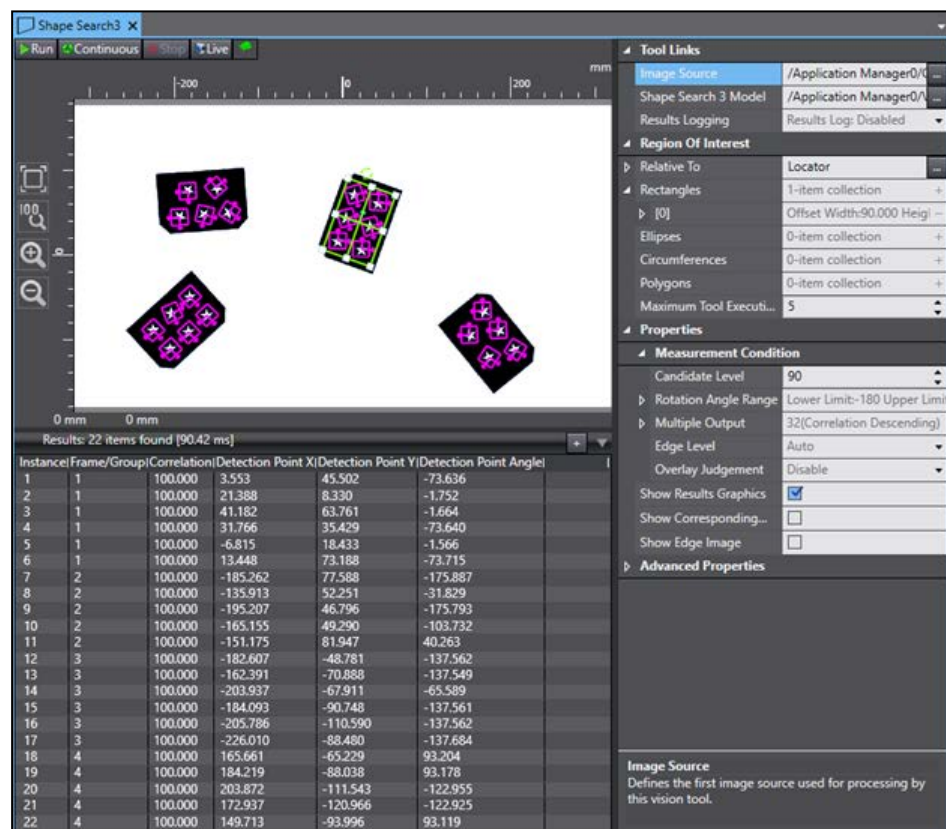 Shape Search3 ×
Run Continuous Stop Live
mm
-200 0 200
100
0
0 mm 0 mm
Results: 22 items found [90.42 ms]
Instance Frame/Group Correlation Detection Point X Detection Point Y Detection Point Angle
1 1 100.000 3.553 45.502 -73.636
2 1 100.000 21.388 8.330 -1.752
3 1 100.000 41.182 63.761 -1.664
4 1 100.000 31.766 35.429 -73.640
5 1 100.000 -6.815 18.433 -1.566
6 1 100.000 13.448 73.188 -73.715
7 2 100.000 -185.262 77.588 -175.887
8 2 100.000 -135.913 52.251 -31.829
9 2 100.000 -195.207 46.796 -175.793
10 2 100.000 -165.155 49.290 -103.732
11 2 100.000 -151.175 81.947 40.263
12 3 100.000 -182.607 -48.781 -137.562
13 3 100.000 -162.391 -70.888 -137.549
14 3 100.000 -203.937 -67.911 -65.589
15 3 100.000 -184.093 -90.748 -137.561
16 3 100.000 -205.786 -110.590 -137.562
17 3 100.000 -226.010 -88.480 -137.684
18 4 100.000 165.661 -65.229 93.204
19 4 100.000 184.219 -88.038 93.178
20 4 100.000 203.872 -111.543 -122.955
21 4 100.000 172.937 -120.966 -122.925
22 4 100.000 149.713 -93.996 93.119
Tool Links
Image Source /Application Manager0/ ...
Shape Search 3 Model /Application Manager0/ ...
Results Logging Results Log: Disabled
Region Of Interest
Relative To Locator ...
Rectangles 1-item collection +
[0] Offset Width:90.000 Heigl −
Ellipses 0-item collection +
Circumferences 0-item collection +
Polygons 0-item collection +
Maximum Tool Executi... 5
Properties
Measurement Condition
Candidate Level 90
Rotation Angle Range Lower Limit:-180 Upper Limit
Multiple Output 32(Correlation Descending)
Edge Level Auto
Overlay Judgement Disable
Show Results Graphics
Show Corresponding...
Show Edge Image
Advanced Properties
Image Source
Defines the first image source used for processing by
this vision tool.